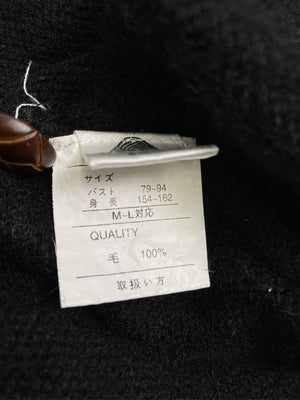 サイズ
バスト 79-94
身長 154-162
M-L対応
QUALITY
毛 100%
取扱い方